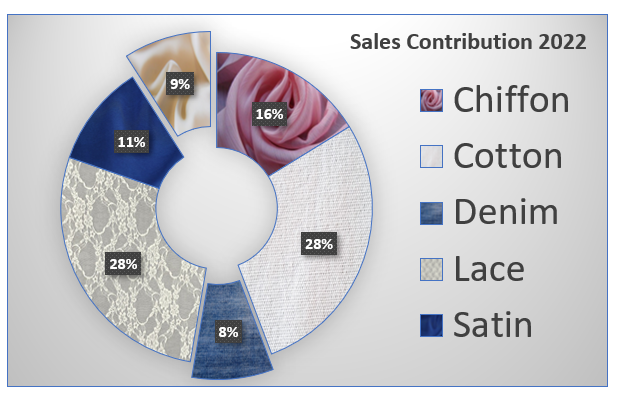 Sales Contribution 2022
9%
16%
11%
28%
28%
8%
Chiffon
Cotton
Denim
Lace
Satin